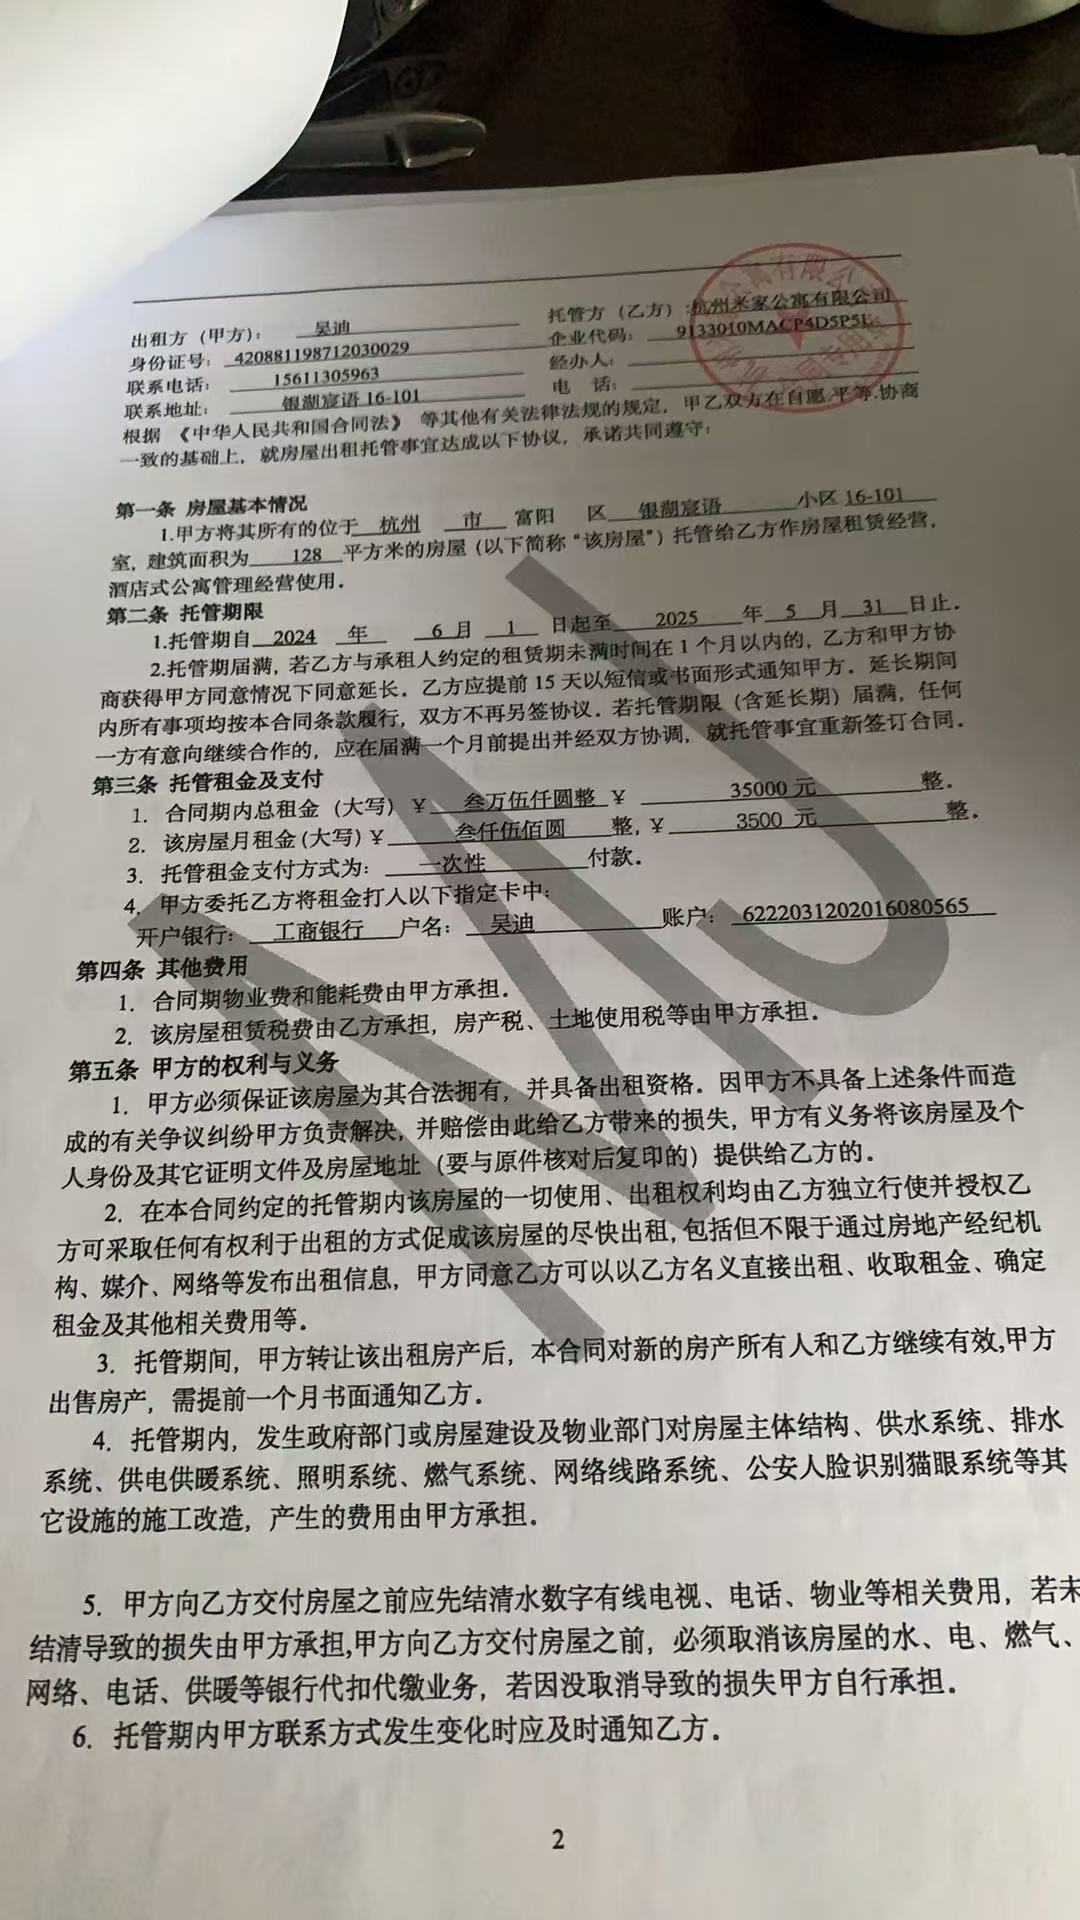 出租方（甲方）： 吴迪 托管方（乙方）：杭州米家公寓有限公司
身份证号： 420881198712030029 企业代码： 9133010MACP4D5P5L
联系电话： 15611305963 经办人：
联系地址： 银湖宸语 16-101 电 话：
根据《中华人民共和国合同法》等其他有关法律法规的规定，甲乙双方在自愿.平等.协商
一致的基础上，就房屋出租托管事宜达成以下协议，承诺共同遵守：
第一条 房屋基本情况
1.甲方将其所有的位于 杭州 市 富阳 区 银湖宸语 小区 16-101
室，建筑面积为 128 平方米的房屋（以下简称“该房屋”）托管给乙方作房屋租赁经营，
酒店式公寓管理经营使用．
第二条 托管期限
1.托管期自 2024 年 6 月 1 日起至 2025 年 5 月 31 日止．
2.托管期届满，若乙方与承租人约定的租赁期未满时间在 1 个月以内的，乙方和甲方协
商获得甲方同意情况下同意延长．乙方应提前 15 天以短信或书面形式通知甲方．延长期间
内所有事项均按本合同条款履行，双方不再另签协议．若托管期限（含延长期）届满，任何
一方有意向继续合作的，应在届满一个月前提出并经双方协调，就托管事宜重新签订合同．
第三条 托管租金及支付
1. 合同期内总租金（大写）￥ 叁万伍仟圆整 ￥ 35000 元 整．
2. 该房屋月租金(大写)￥ 叁仟伍佰圆 整，￥ 3500 元 整．
3. 托管租金支付方式为： 一次性 付款．
4. 甲方委托乙方将租金打人以下指定卡中：
开户银行： 工商银行 户名： 吴迪 账户： 6222031202016080565
第四条 其他费用
1. 合同期物业费和能耗费由甲方承担．
2. 该房屋租赁税费由乙方承担，房产税、土地使用税等由甲方承担．
第五条 甲方的权利与义务
1. 甲方必须保证该房屋为其合法拥有，并具备出租资格．因甲方不具备上述条件而造
成的有关争议纠纷甲方负责解决，并赔偿由此给乙方带来的损失，甲方有义务将该房屋及个
人身份及其它证明文件及房屋地址（要与原件核对后复印的）提供给乙方的．
2. 在本合同约定的托管期内该房屋的一切使用、出租权利均由乙方独立行使并授权乙
方可采取任何有权利于出租的方式促成该房屋的尽快出租，包括但不限于通过房地产经纪机
构、媒介、网络等发布出租信息，甲方同意乙方可以以乙方名义直接出租、收取租金、确定
租金及其他相关费用等．
3. 托管期间，甲方转让该出租房产后，本合同对新的房产所有人和乙方继续有效,甲方
出售房产，需提前一个月书面通知乙方．
4. 托管期内，发生政府部门或房屋建设及物业部门对房屋主体结构、供水系统、排水
系统、供电供暖系统、照明系统、燃气系统、网络线路系统、公安人脸识别猫眼系统等其
它设施的施工改造，产生的费用由甲方承担．
5. 甲方向乙方交付房屋之前应先结清水数字有线电视、电话、物业等相关费用，若未
结清导致的损失由甲方承担,甲方向乙方交付房屋之前，必须取消该房屋的水、电、燃气、
网络、电话、供暖等银行代扣代缴业务，若因没取消导致的损失甲方自行承担．
6. 托管期内甲方联系方式发生变化时应及时通知乙方．
2